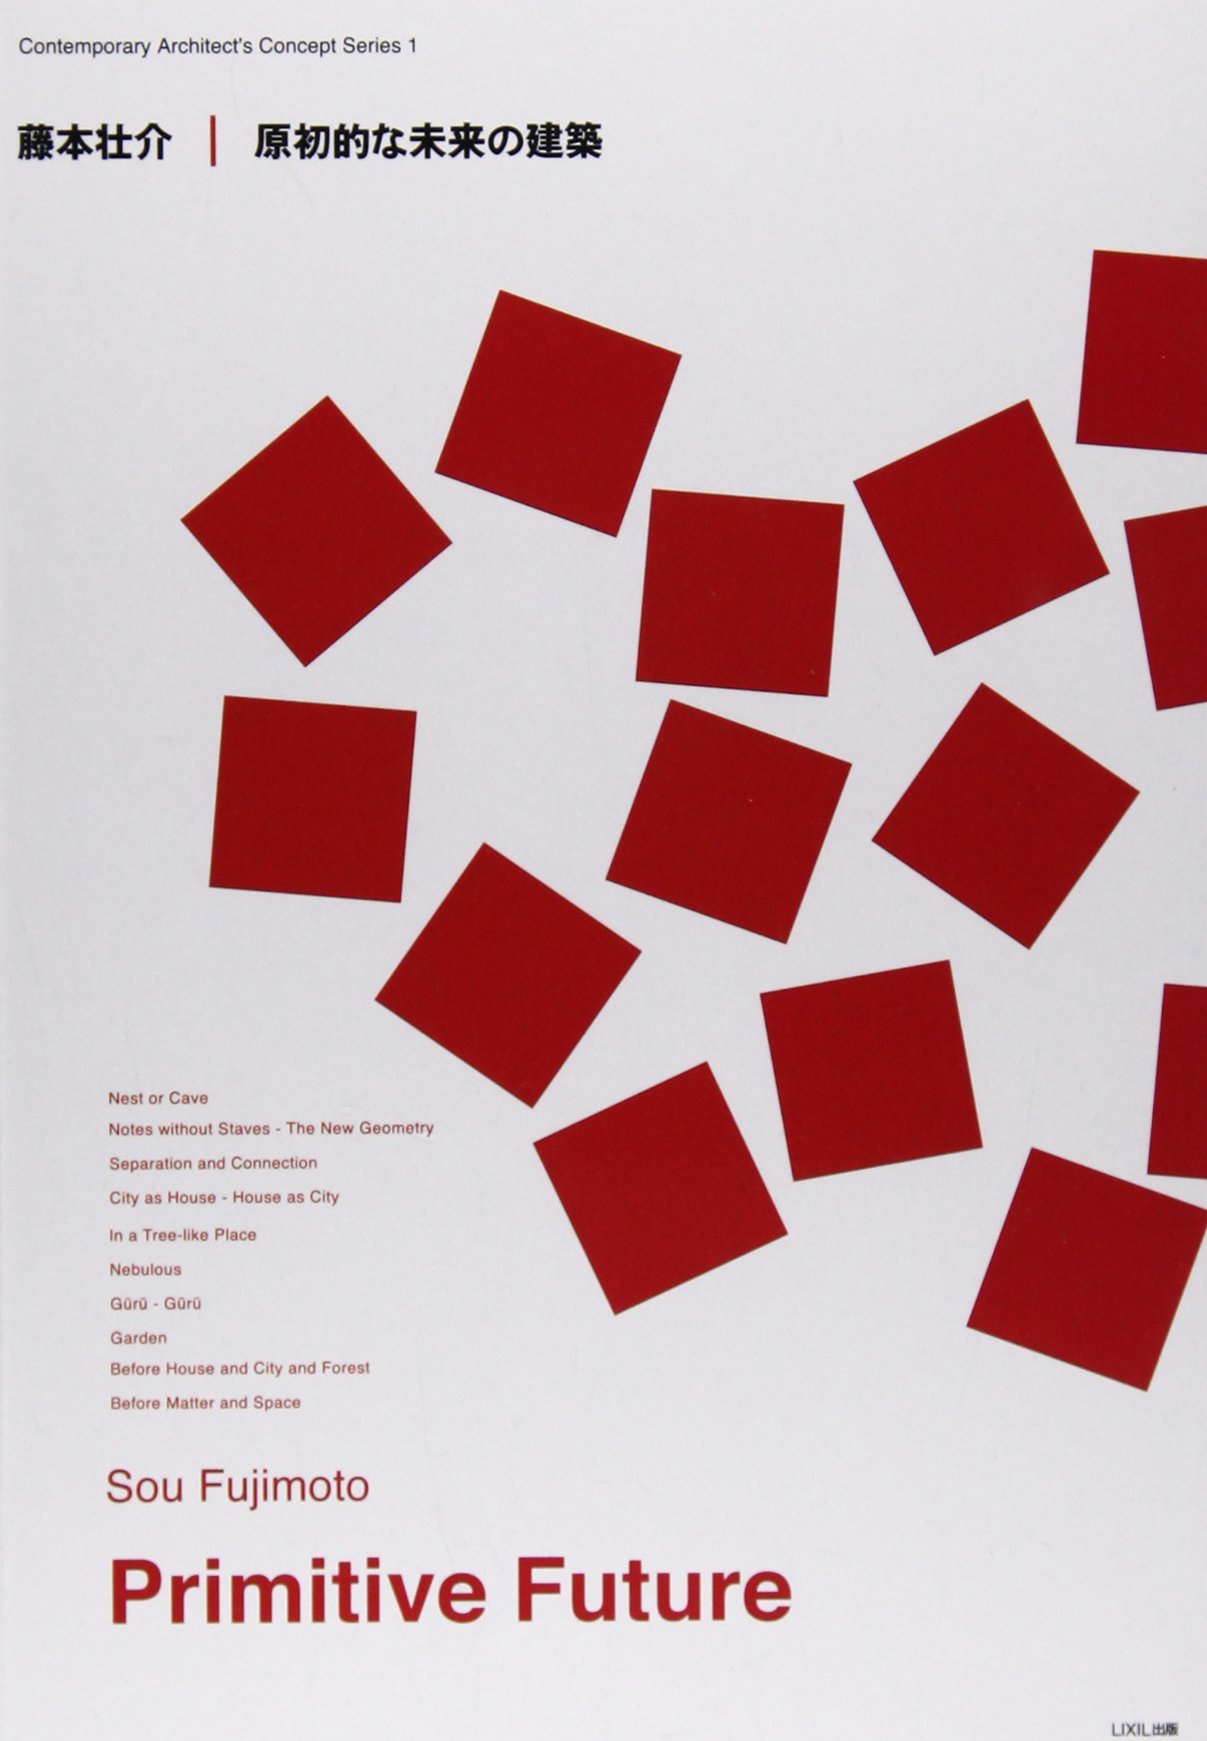 Contemporary Architect's Concept Series 1
藤本壮介 | 原初的な未来の建築
Nest or Cave
Notes without Staves - The New Geometry
Separation and Connection
City as House - House as City
In a Tree-like Place
Nebulous
Gürü - Gürü
Garden
Before House and City and Forest
Before Matter and Space
Sou Fujimoto
Primitive Future
LIXIL出版